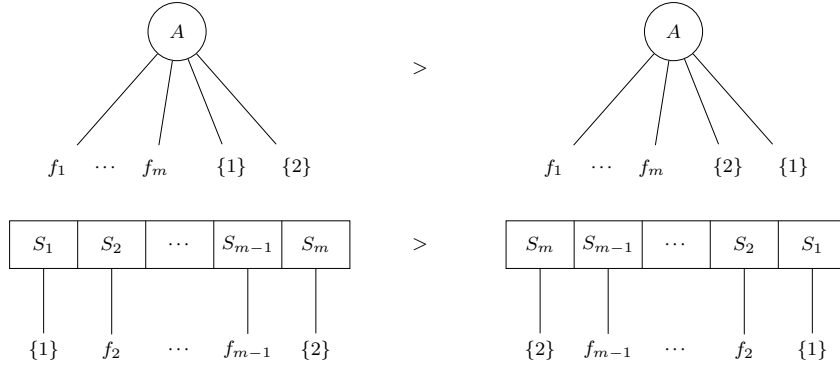 A > A
f₁ ⋯ fₘ {1} {2} f₁ ⋯ fₘ {2} {1}
S₁ S₂ ⋯ Sₘ₋₁ Sₘ > Sₘ Sₘ₋₁ ⋯ S₂ S₁
{1} f₂ ⋯ fₘ₋₁ {2} {2} fₘ₋₁ ⋯ f₂ {1}